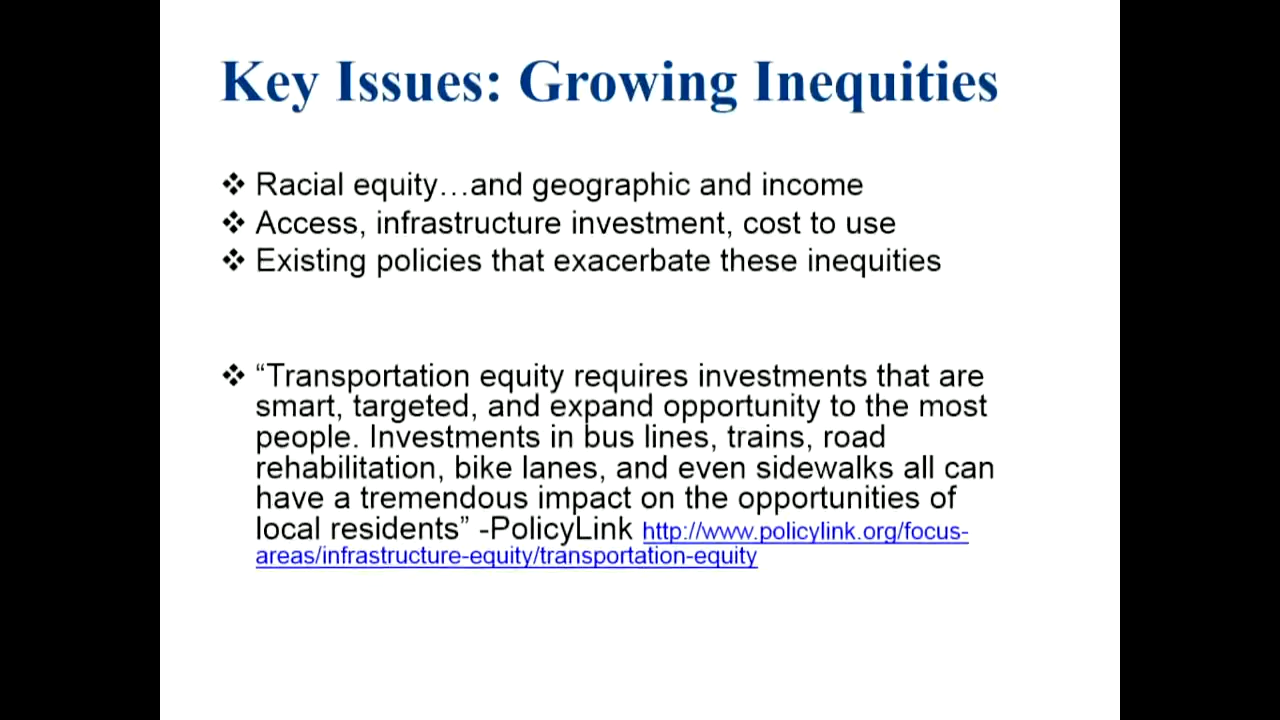 Key Issues: Growing Inequities
❖ Racial equity…and geographic and income
❖ Access, infrastructure investment, cost to use
❖ Existing policies that exacerbate these inequities
❖ “Transportation equity requires investments that are
smart, targeted, and expand opportunity to the most
people. Investments in bus lines, trains, road
rehabilitation, bike lanes, and even sidewalks all can
have a tremendous impact on the opportunities of
local residents” -PolicyLink http://www.policylink.org/focus-
areas/infrastructure-equity/transportation-equity